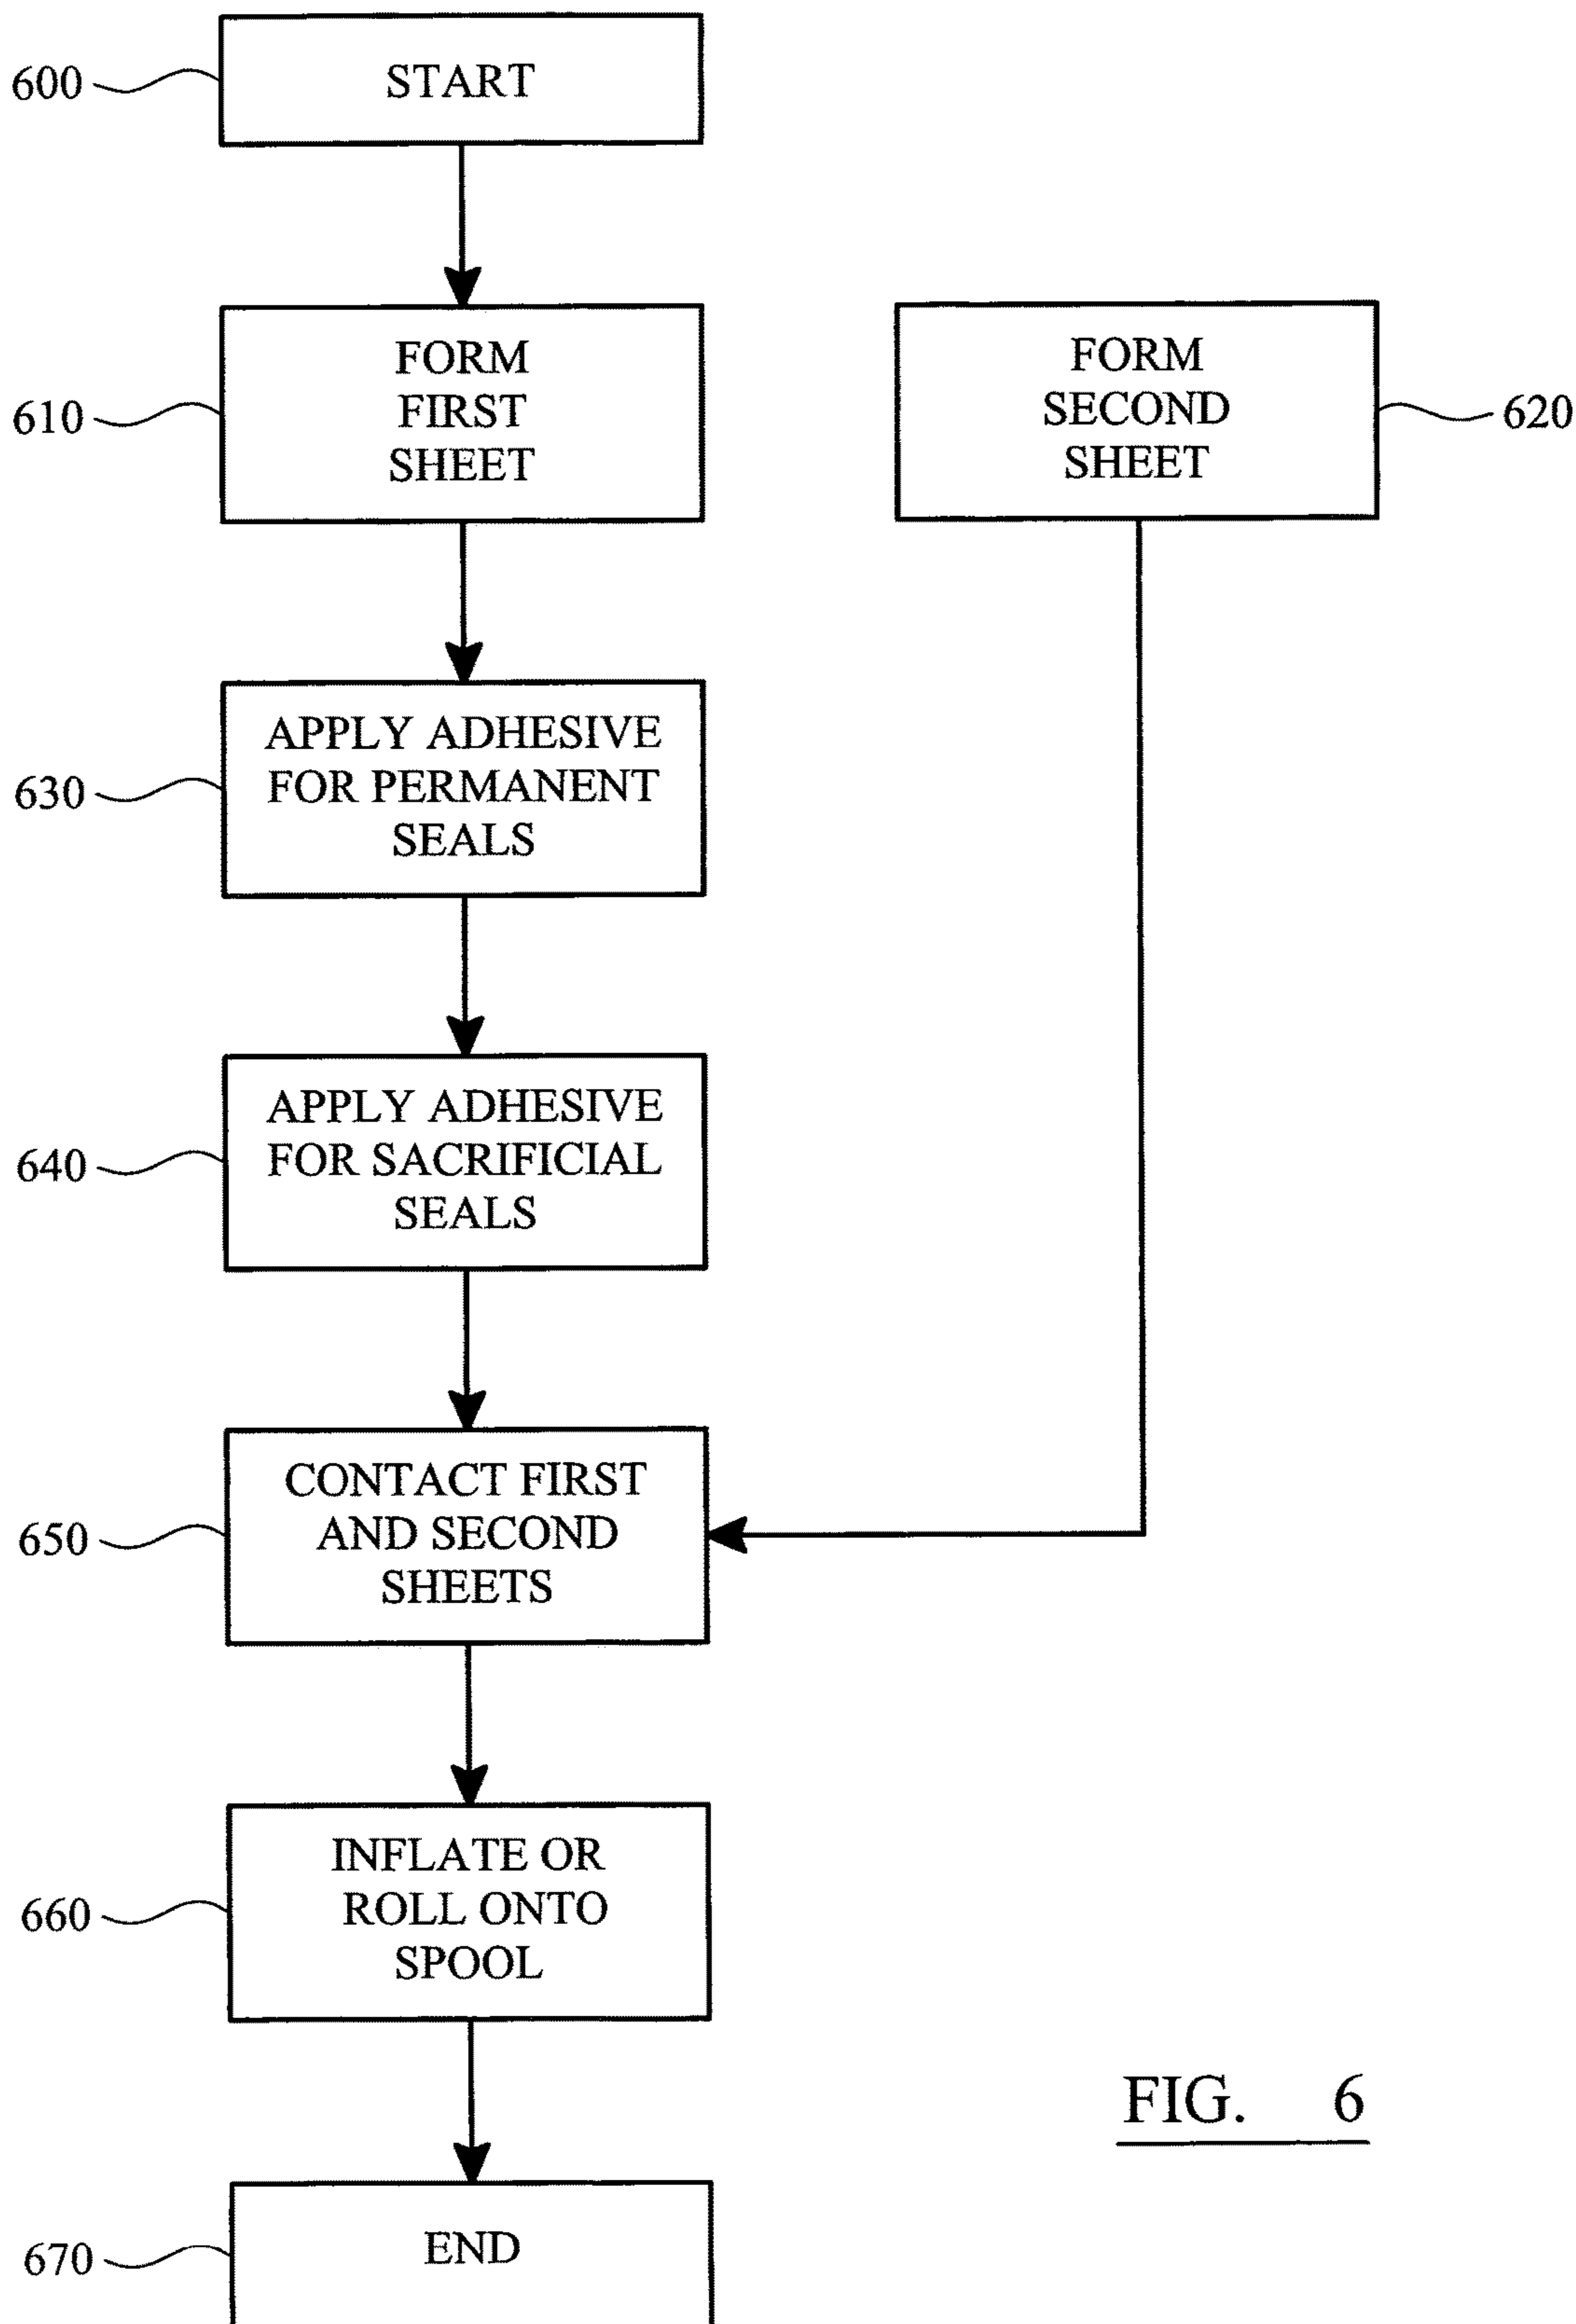 600
START
610
FORM
FIRST
SHEET
FORM
SECOND
SHEET
620
630
APPLY ADHESIVE
FOR PERMANENT
SEALS
640
APPLY ADHESIVE
FOR SACRIFICIAL
SEALS
650
CONTACT FIRST
AND SECOND
SHEETS
660
INFLATE OR
ROLL ONTO
SPOOL
670
END
FIG. 6